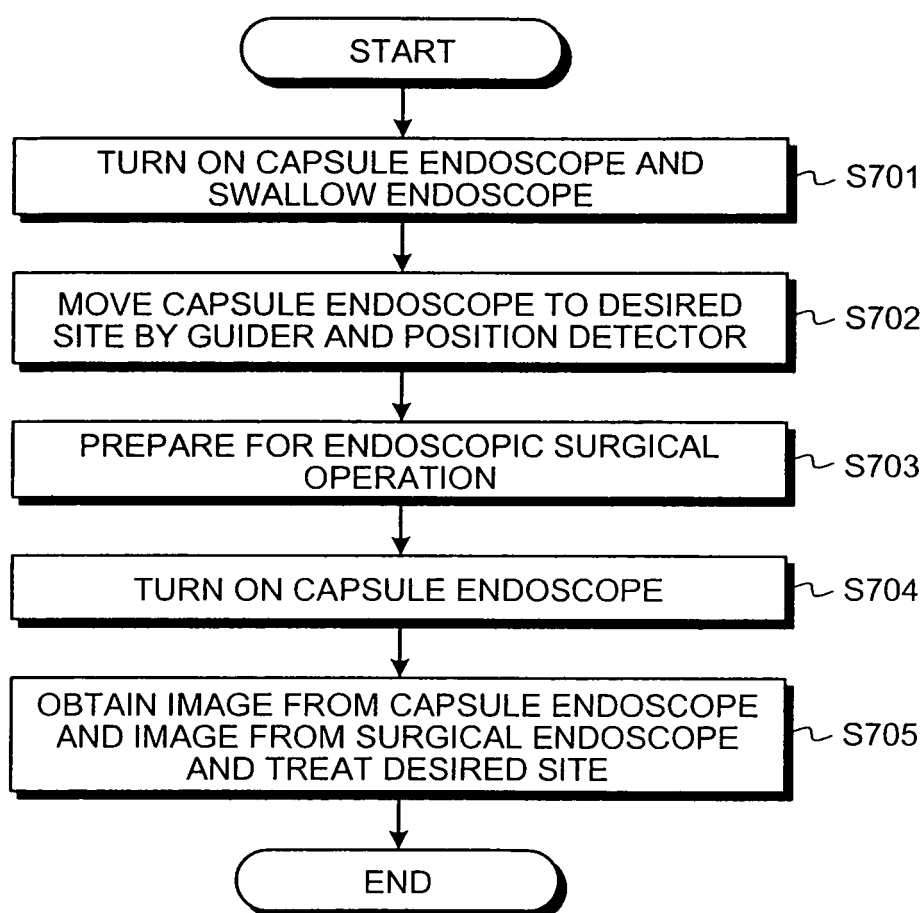 START
TURN ON CAPSULE ENDOSCOPE AND
SWALLOW ENDOSCOPE
S701
MOVE CAPSULE ENDOSCOPE TO DESIRED
SITE BY GUIDER AND POSITION DETECTOR
S702
PREPARE FOR ENDOSCOPIC SURGICAL
OPERATION
S703
TURN ON CAPSULE ENDOSCOPE
S704
OBTAIN IMAGE FROM CAPSULE ENDOSCOPE
AND IMAGE FROM SURGICAL ENDOSCOPE
AND TREAT DESIRED SITE
S705
END